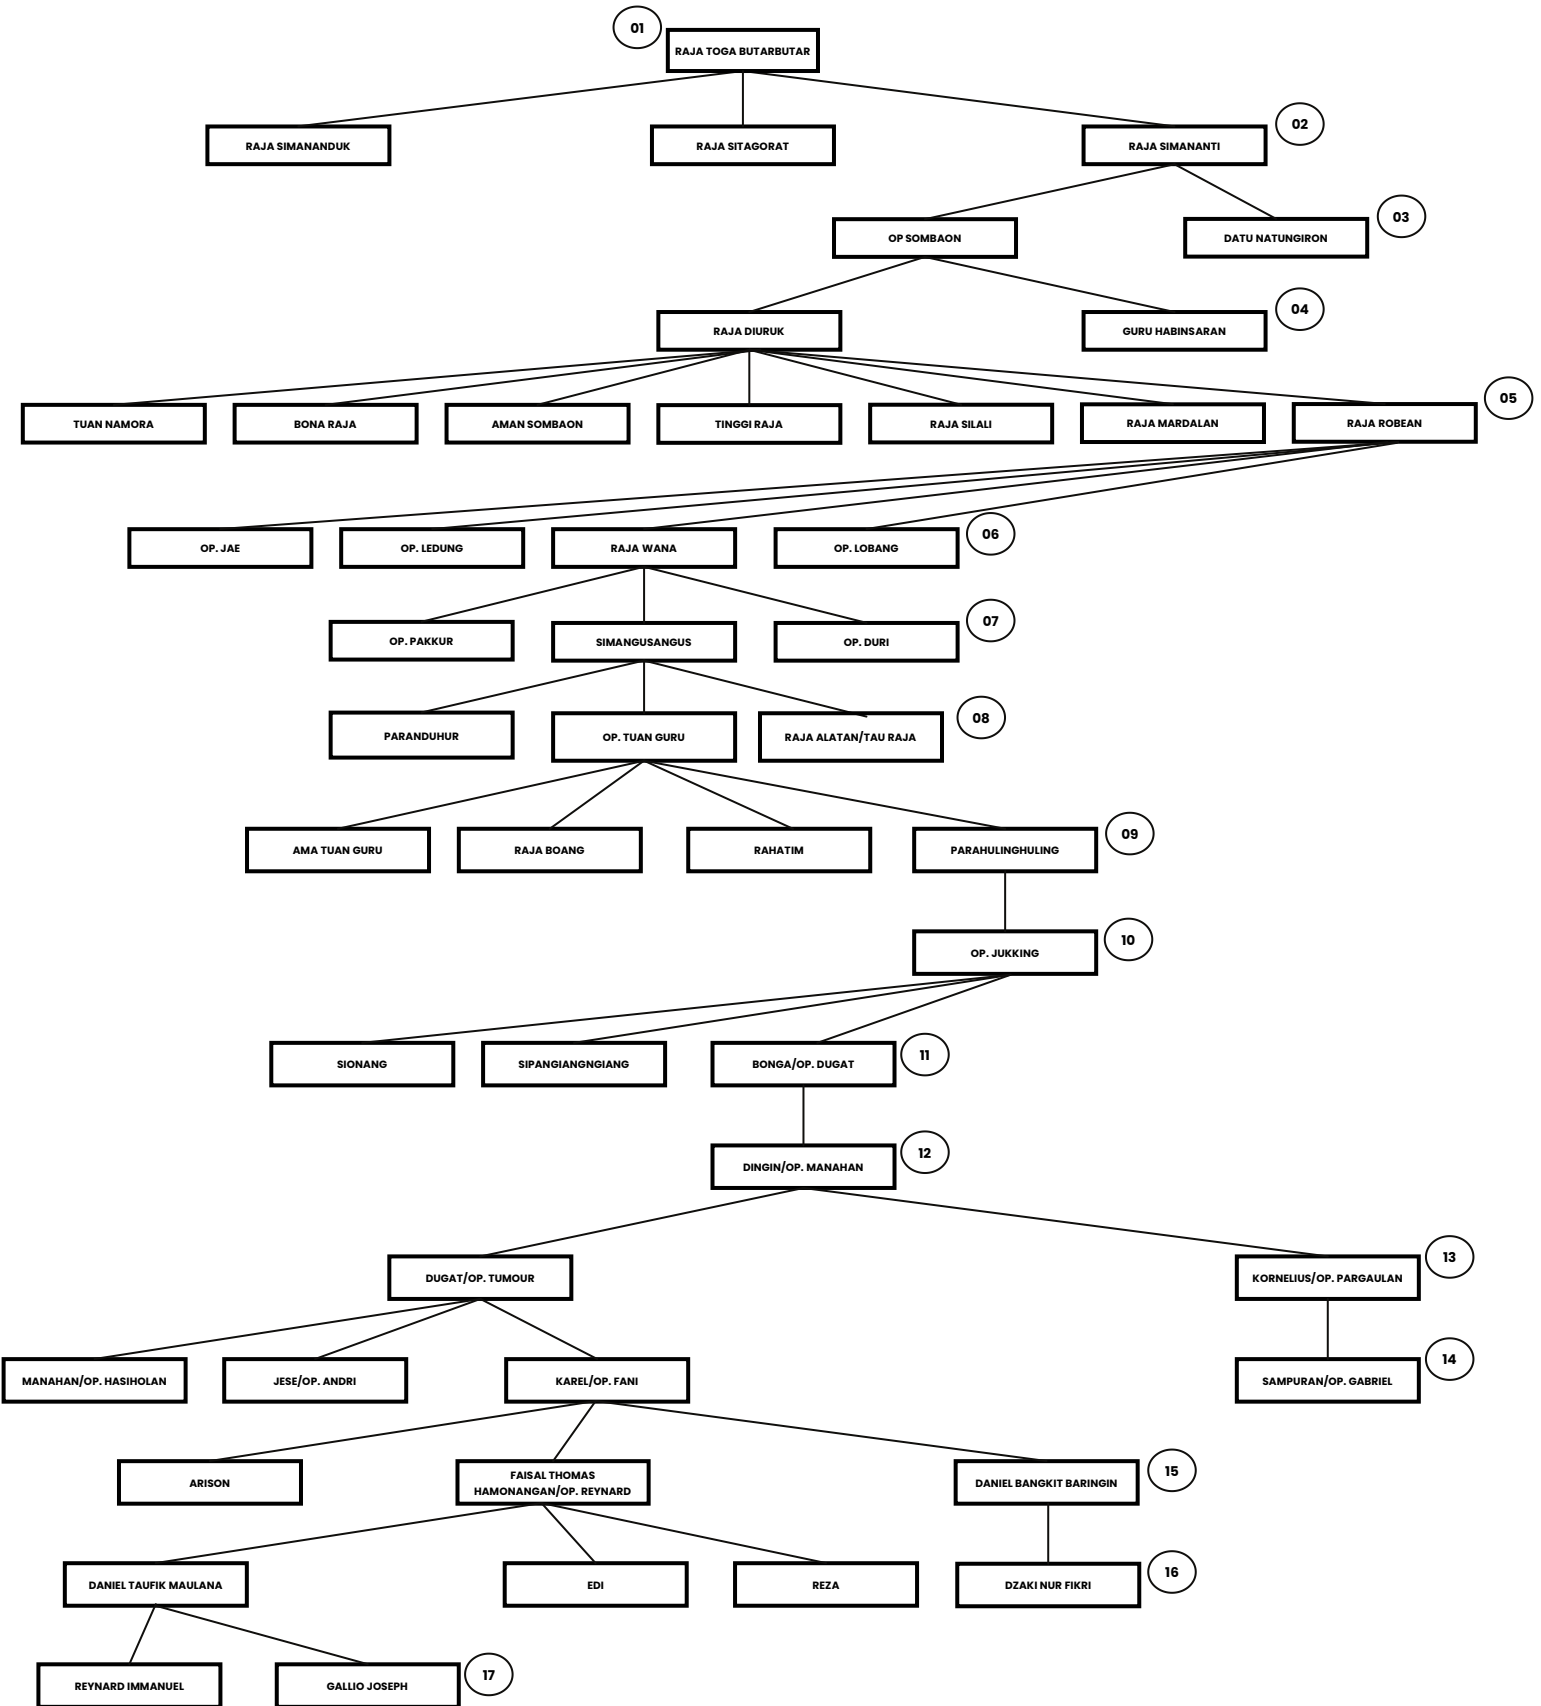 01
RAJA TOGA BUTARBUTAR
RAJA SIMANANDUK
RAJA SITAGORAT
RAJA SIMANANTI
02
OP SOMBAON
DATU NATUNGIRON
03
RAJA DIURUK
GURU HABINSARAN
04
TUAN NAMORA
BONA RAJA
AMAN SOMBAON
TINGGI RAJA
RAJA SILALI
RAJA MARDALAN
RAJA ROBEAN
05
OP. JAE
OP. LEDUNG
RAJA WANA
OP. LOBANG
06
OP. PAKKUR
SIMANGUSANGUS
OP. DURI
07
PARANDUHUR
OP. TUAN GURU
RAJA ALATAN/TAU RAJA
08
AMA TUAN GURU
RAJA BOANG
RAHATIM
PARAHULINGHULING
09
OP. JUKKING
10
SIONANG
SIPANGIANGNGIANG
BONGA/OP. DUGAT
11
DINGIN/OP. MANAHAN
12
DUGAT/OP. TUMOUR
KORNELIUS/OP. PARGAULAN
13
MANAHAN/OP. HASIHOLAN
JESE/OP. ANDRI
KAREL/OP. FANI
SAMPURAN/OP. GABRIEL
14
ARISON
FAISAL THOMAS
HAMONANGAN/OP. REYNARD
DANIEL BANGKIT BARINGIN
15
DANIEL TAUFIK MAULANA
EDI
REZA
DZAKI NUR FIKRI
16
REYNARD IMMANUEL
GALLIO JOSEPH
17